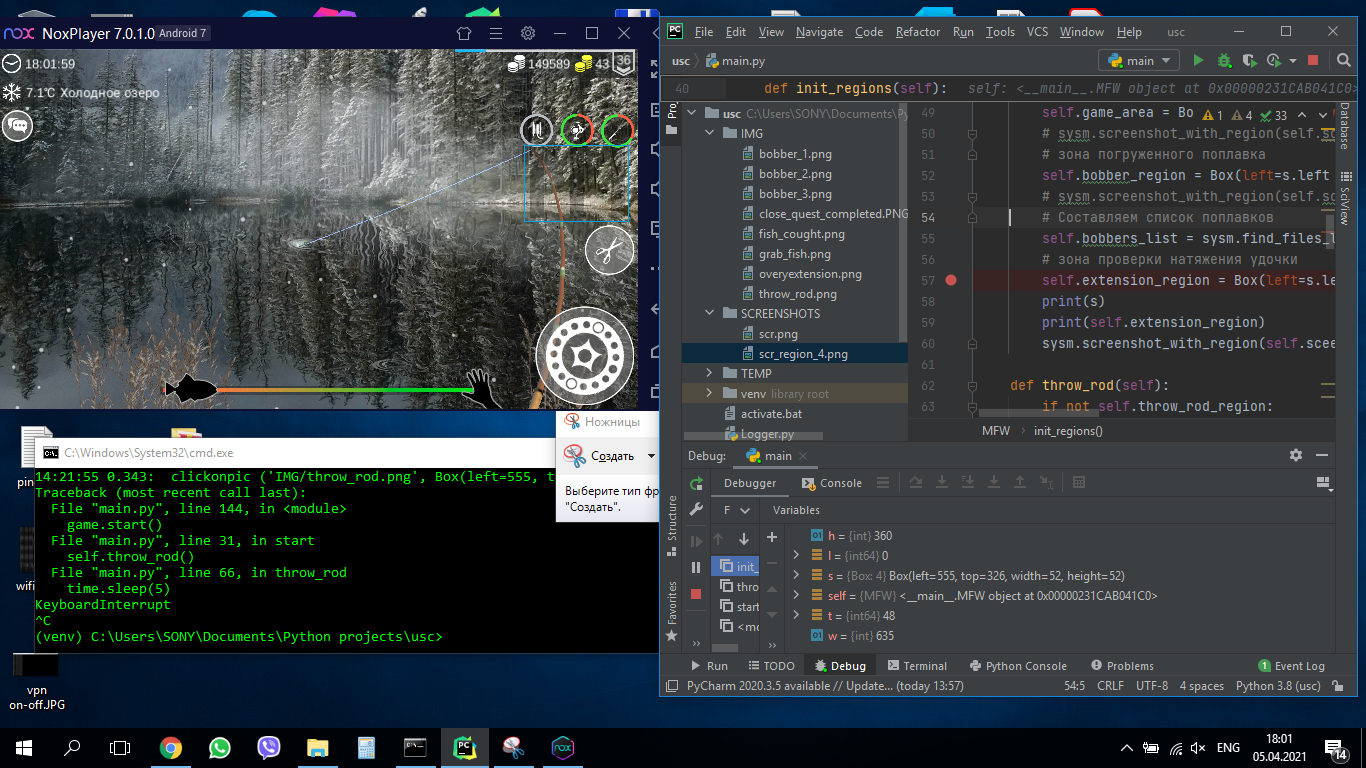 nox NoxPlayer 7.0.1.0 Android 7
18:01:59
149589 43 36
7.1°C Холодное озеро
Ножницы
Создать
Выберите тип фр
"Создать".
pin
wifi
vpn
on-off.JPG
C:\Windows\System32\cmd.exe
14:21:55 0.343:  clickonpic ('IMG/throw_rod.png', Box(left=555, t
Traceback (most recent call last):
File "main.py", line 144, in <module>
game.start()
File "main.py", line 31, in start
self.throw_rod()
File "main.py", line 66, in throw_rod
time.sleep(5)
KeyboardInterrupt
^C
(venv) C:\Users\SONY\Documents\Python projects\usc>
PC File Edit View Navigate Code Refactor Run Tools VCS Window Help usc
usc main.py main
40 def init_regions(self): self: <__main__.MFW object at 0x00000231CAB041C0>
Proj
usc C:\Users\SONY\Documents\Py
IMG
bobber_1.png
bobber_2.png
bobber_3.png
close_quest_completed.PNG
fish_cought.png
grab_fish.png
overyextension.png
throw_rod.png
SCREENSHOTS
scr.png
scr_region_4.png
TEMP
venv library root
activate.bat
Logger.py
49 self.game_area = Bo 1 4 33
50 # sysm.screenshot_with_region(self.sc
51 # зона погруженного поплавка
52 self.bobber_region = Box(left=s.left
53 # sysm.screenshot_with_region(self.sc
54 # Составляем список поплавков
55 self.bobbers_list = sysm.find_files_l
56 # зона проверки натяжения удочки
57 self.extension_region = Box(left=s.le
58 print(s)
59 print(self.extension_region)
60 sysm.screenshot_with_region(self.scee
61
62 def throw_rod(self):
63 if not self.throw_rod_region:
MFW init_regions()
Database
SciView
Debug: main
Debugger Console
F Variables
init_
thro
start
<mo
h = {int} 360
l = {int64} 0
s = {Box: 4} Box(left=555, top=326, width=52, height=52)
self = {MFW} <__main__.MFW object at 0x00000231CAB041C0>
t = {int64} 48
w = {int} 635
Structure
Favorites
Run TODO Debug Terminal Python Console Problems 1 Event Log
PyCharm 2020.3.5 available // Update... (today 13:57) 54:5 CRLF UTF-8 4 spaces Python 3.8 (usc)
PC nox ENG 18:01
05.04.2021
14